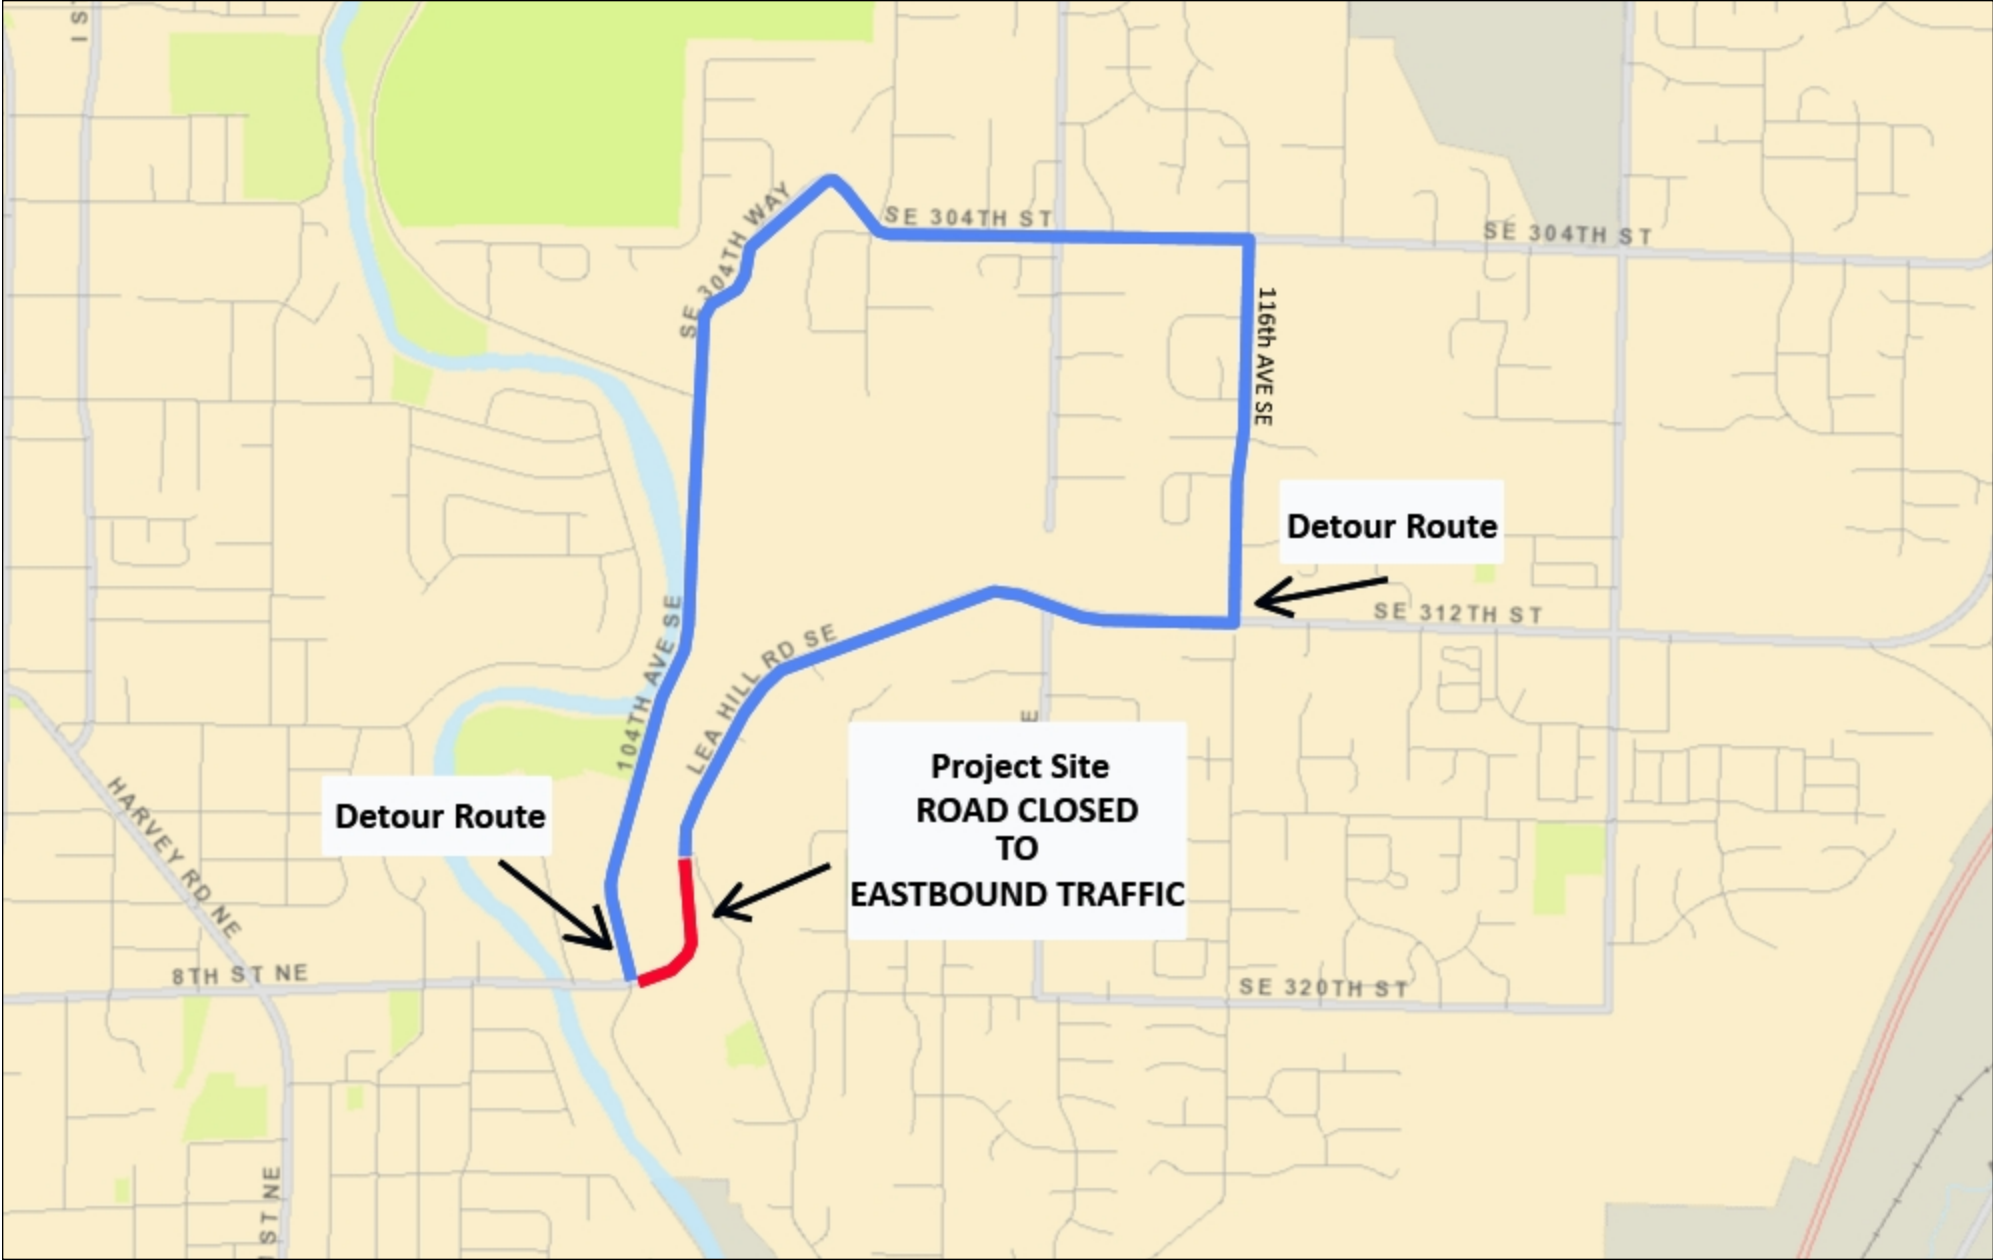 I S
SE 304TH WAY
SE 304TH ST
SE 304TH ST
116th AVE SE
Detour Route
SE 312TH ST
104TH AVE SE
LEA HILL RD SE
E
Project Site
ROAD CLOSED
TO
EASTBOUND TRAFFIC
Detour Route
HARVEY RD NE
8TH ST NE
SE 320TH ST
ST NE